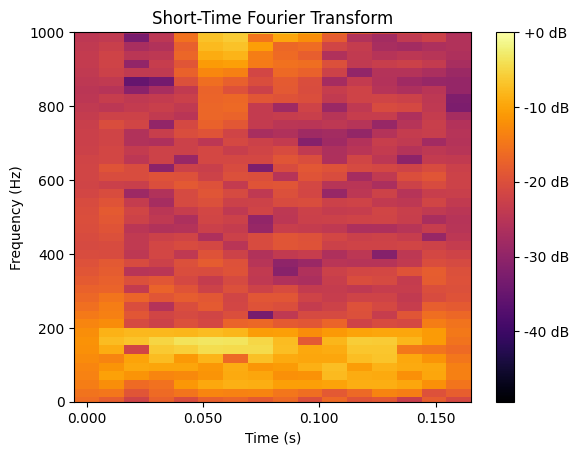 Short-Time Fourier Transform
1000
800
600
400
200
0
Frequency (Hz)
0.000
0.050
0.100
0.150
Time (s)
+0 dB
-10 dB
-20 dB
-30 dB
-40 dB